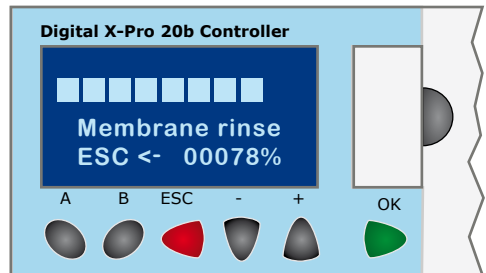 Digital X-Pro 20b Controller
Membrane rinse
ESC <- 00078%
A B ESC - + OK